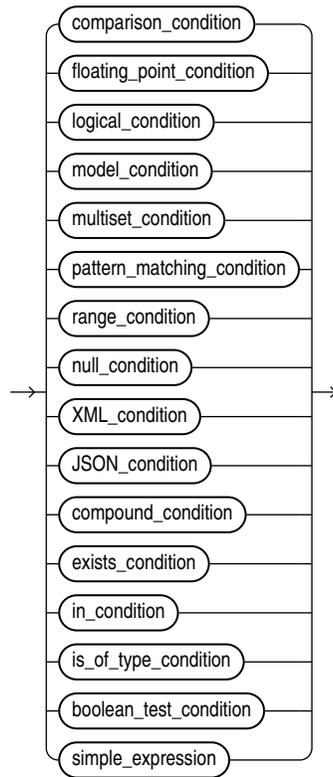 comparison_condition
floating_point_condition
logical_condition
model_condition
multiset_condition
pattern_matching_condition
range_condition
null_condition
XML_condition
JSON_condition
compound_condition
exists_condition
in_condition
is_of_type_condition
boolean_test_condition
simple_expression